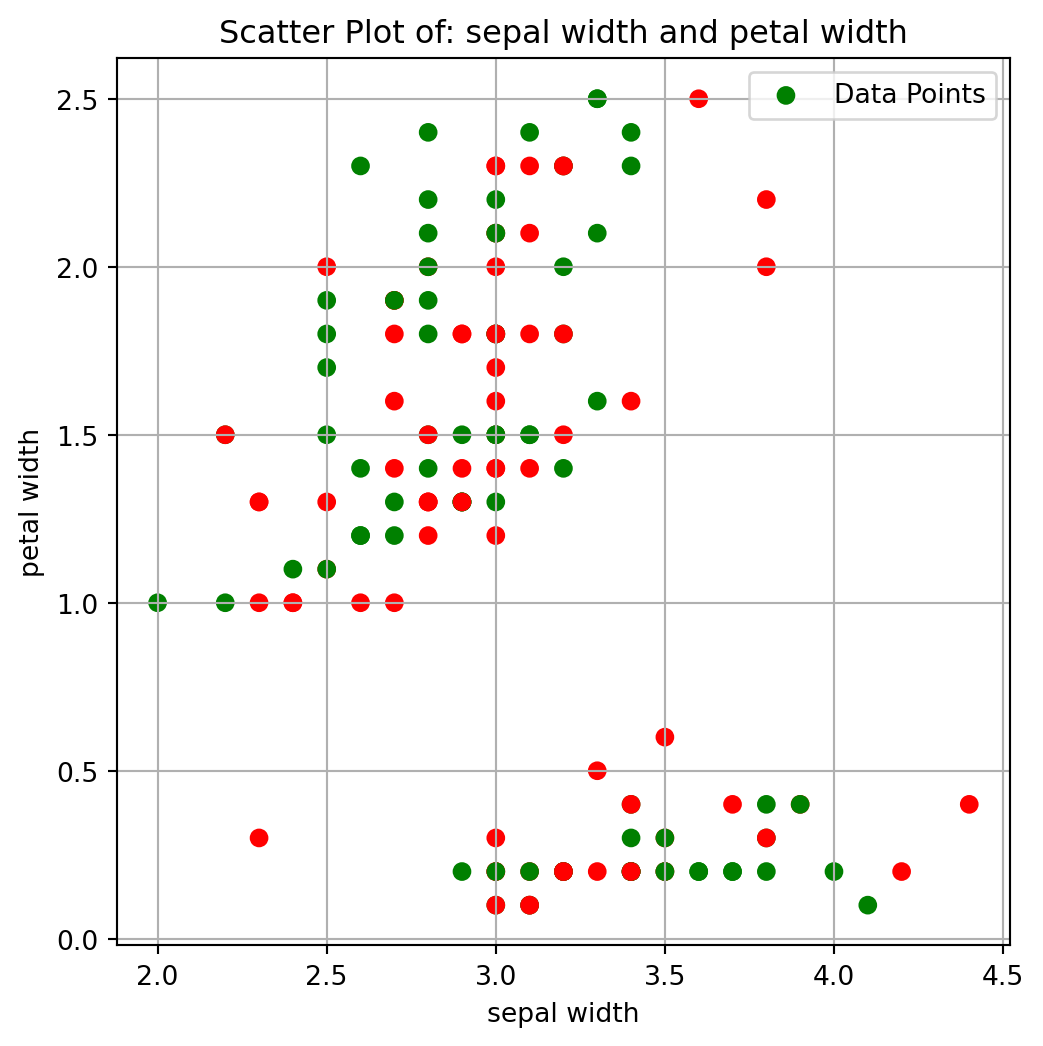 Scatter Plot of: sepal width and petal width
Data Points
2.5
2.0
1.5
1.0
0.5
0.0
petal width
2.0 2.5 3.0 3.5 4.0 4.5
sepal width